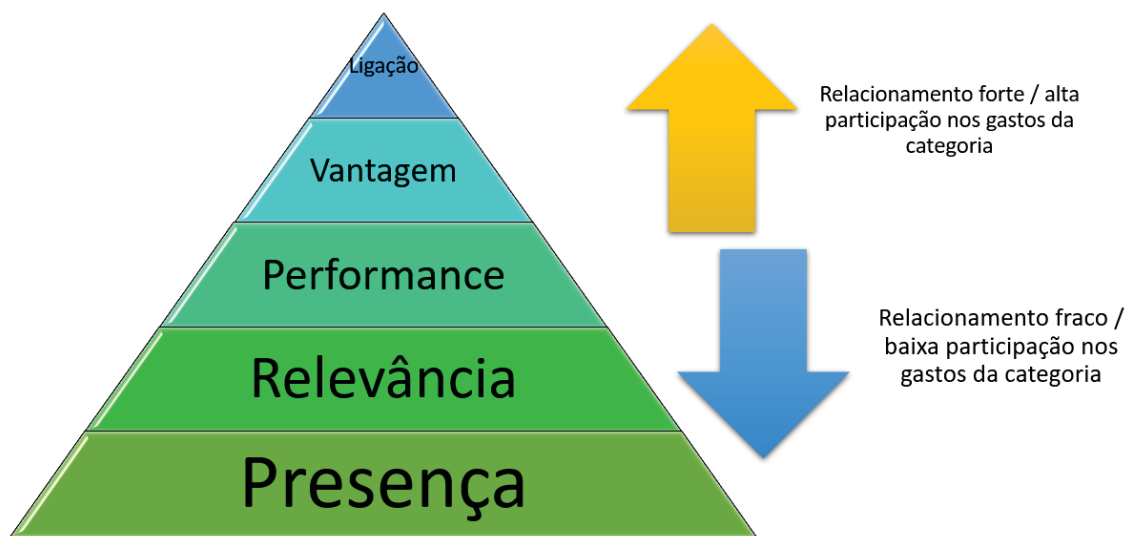 Ligação
Vantagem
Performance
Relevância
Presença
Relacionamento forte / alta
participação nos gastos da
categoria
Relacionamento fraco /
baixa participação nos
gastos da categoria